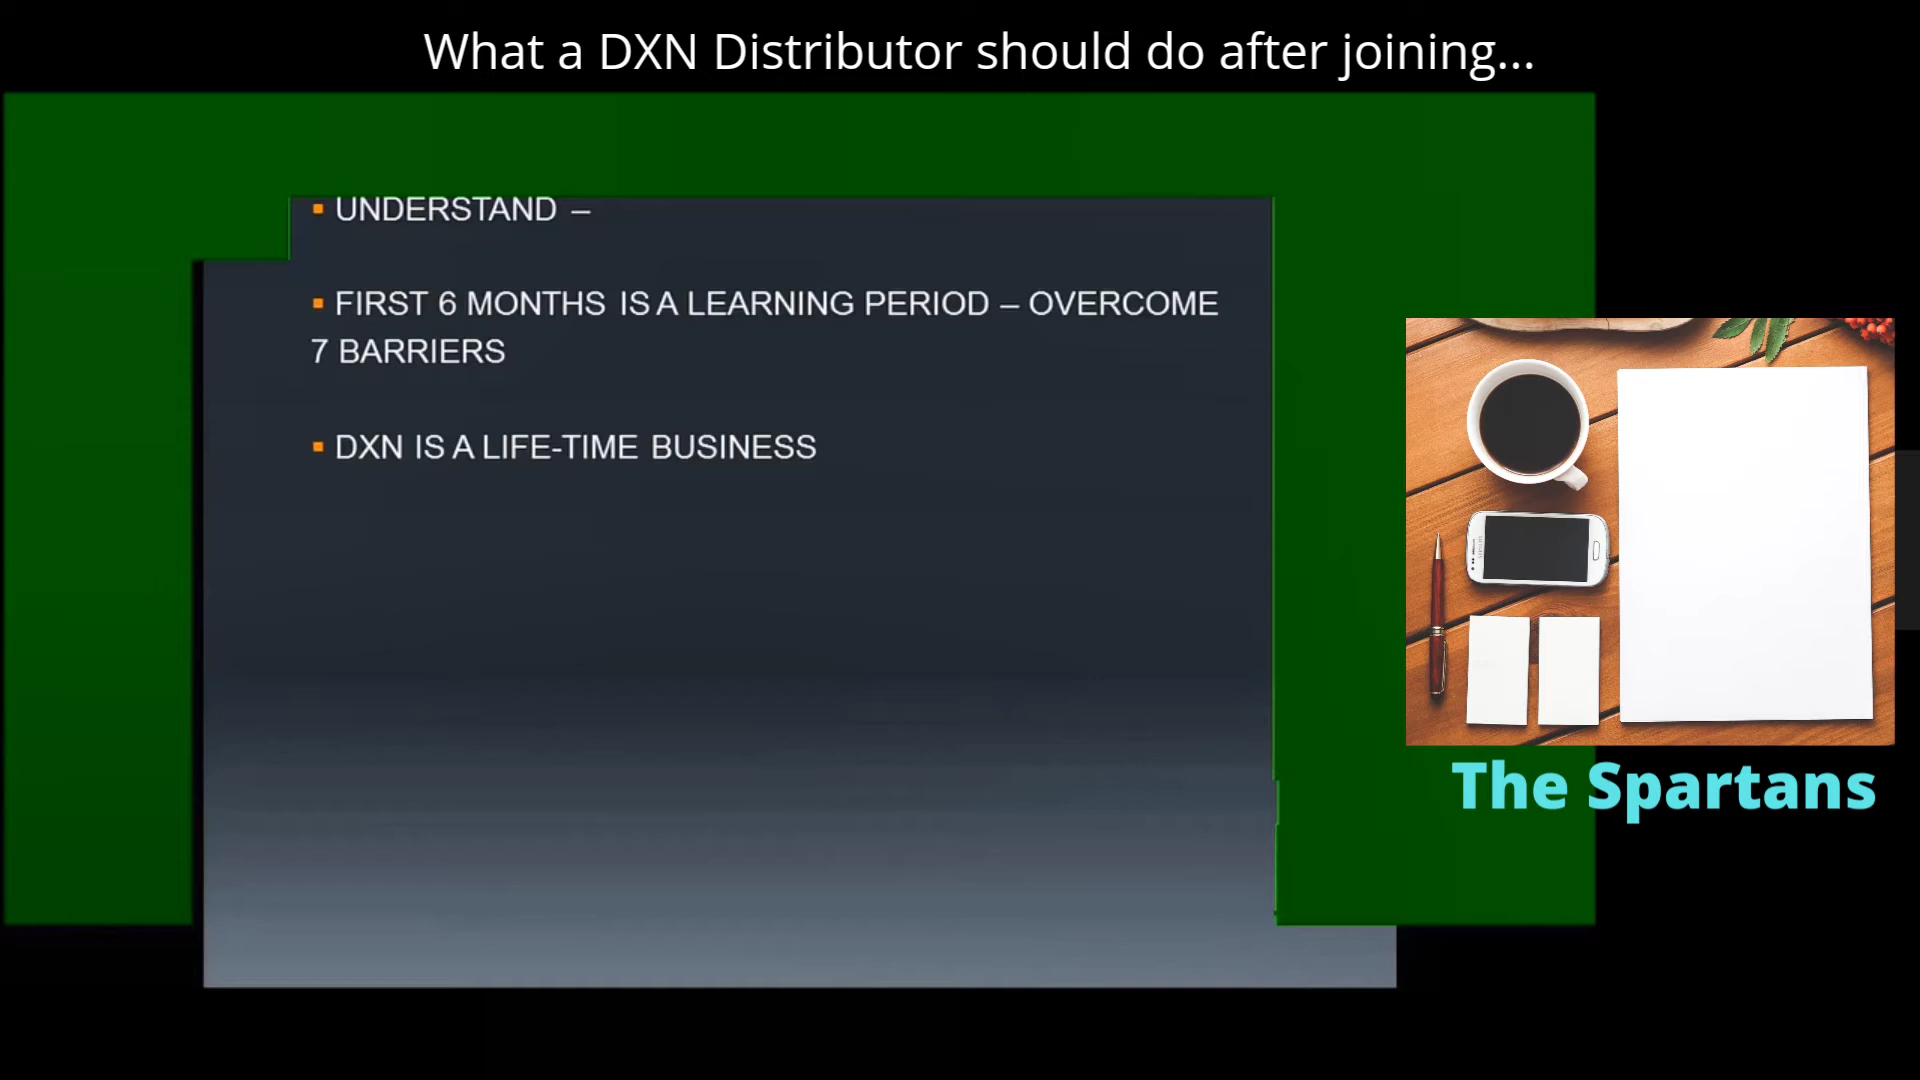 What a DXN Distributor should do after joining...
▪ UNDERSTAND –
▪ FIRST 6 MONTHS IS A LEARNING PERIOD – OVERCOME
7 BARRIERS
▪ DXN IS A LIFE-TIME BUSINESS
The Spartans